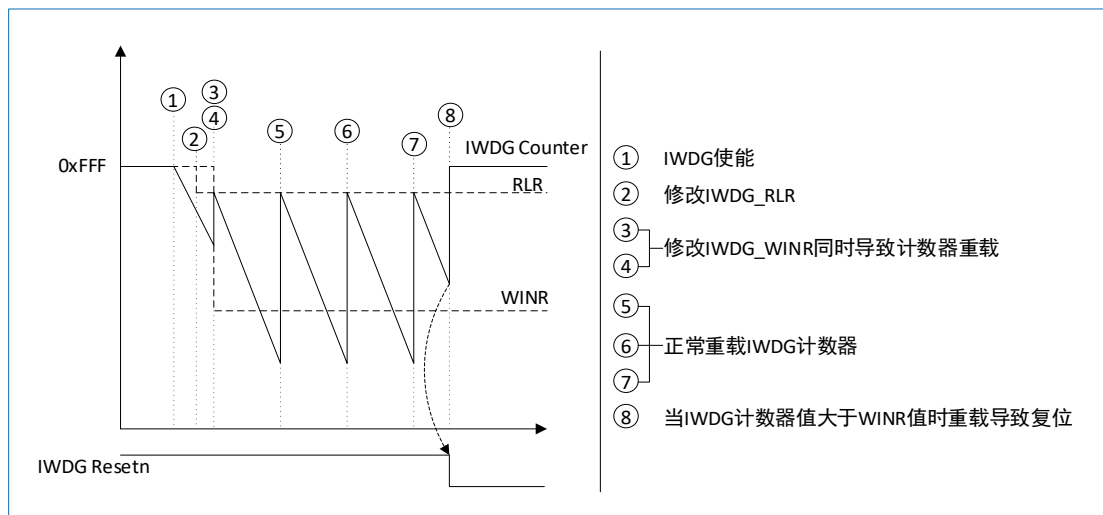 ③
① ④ ⑧
② ⑤ ⑥ ⑦
IWDG Counter
0xFFF
RLR
WINR
IWDG Resetn
① IWDG使能
② 修改IWDG_RLR
③
④ 修改IWDG_WINR同时导致计数器重载
⑤
⑥ 正常重载IWDG计数器
⑦
⑧ 当IWDG计数器值大于WINR值时重载导致复位